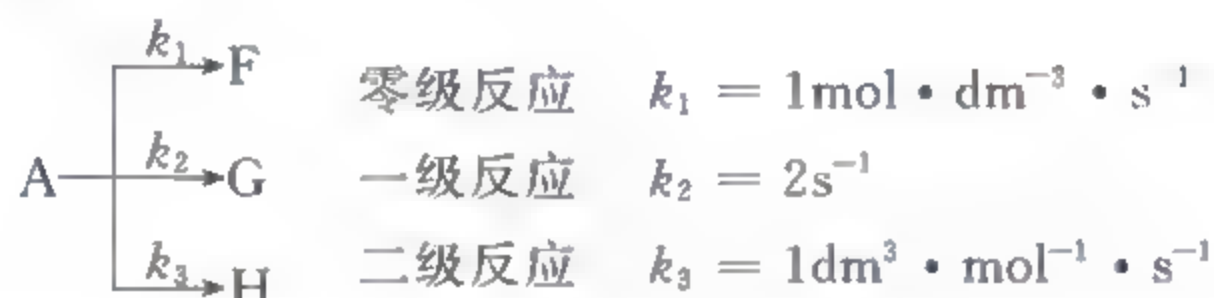 k₁ F 零级反应 k₁ = 1mol · dm⁻³ · s⁻¹
A k₂ G 一级反应 k₂ = 2s⁻¹
k₃ H 二级反应 k₃ = 1dm³ · mol⁻¹ · s⁻¹